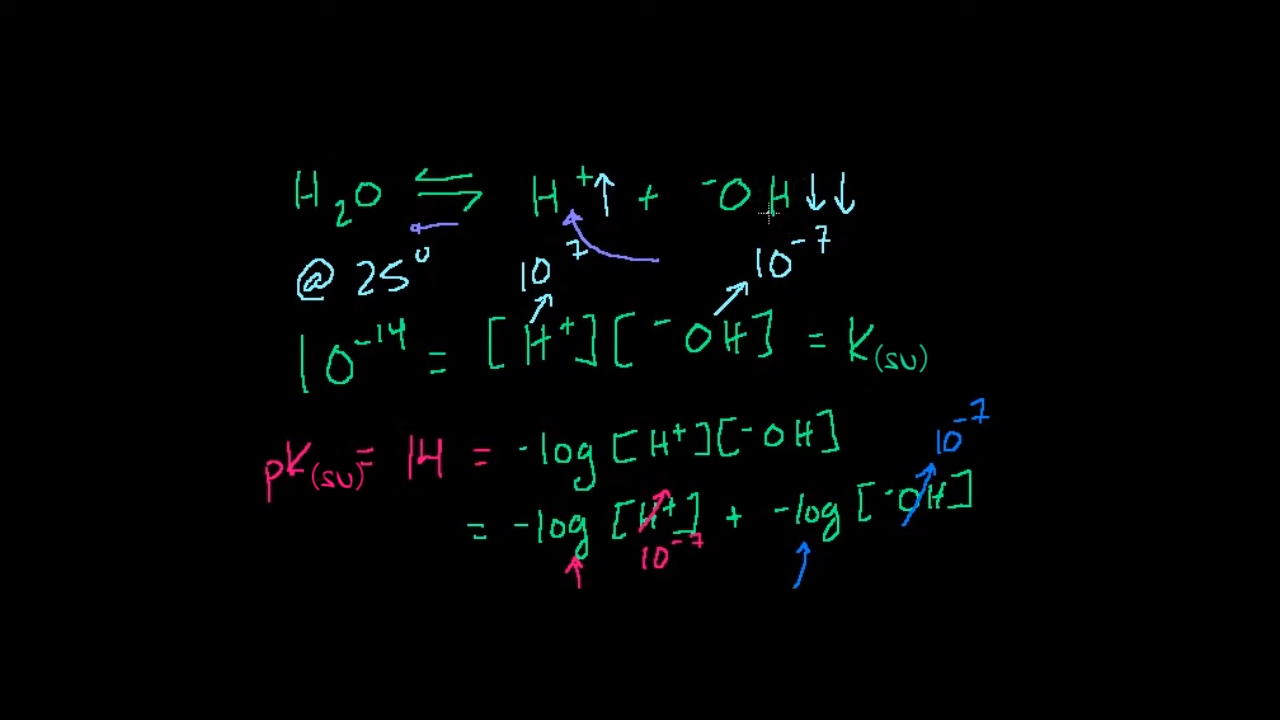 H₂O ⇌ H⁺ ↑ + ⁻OH ↓↓
@ 25° 10 ⁷ 10⁻⁷
10⁻¹⁴ = [H⁺][⁻OH] = K(SU)
pK(SU) = 14 = -log [H⁺][⁻OH] 10⁻⁷
= -log [H⁺] + -log [⁻OH]
10⁻⁷